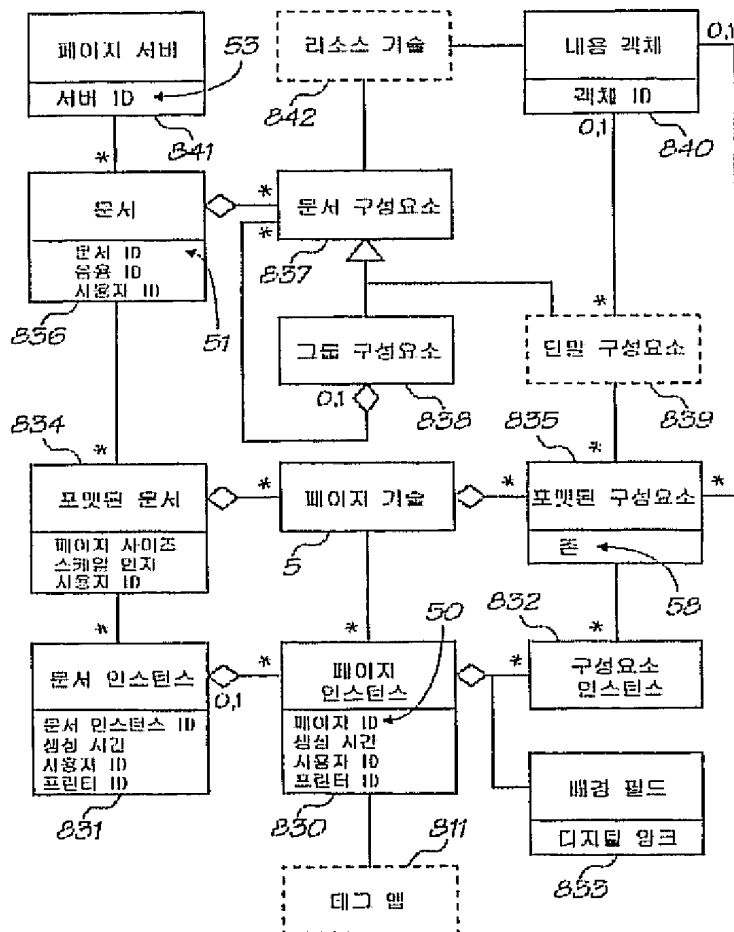 페이지 서버
서버 ID
53
841
*
리소스 기술
842
내용 객체
객체 ID
840
0,1
0,1
문서
문서 ID
응용 ID
사용자 ID
836
51
*
*
문서 구성요소
837
그룹 구성요소
0,1
838
*
단말 구성요소
839
834
*
포맷된 문서
페이지 사이즈
스케일 인자
사용자 ID
*
페이지 기술
5
835
*
*
*
포맷된 구성요소
존
58
*
문서 인스턴스
0,1
문서 인스턴스 ID
생성 시간
사용자 ID
프린터 ID
831
50
*
*
페이지
인스턴스
페이지 ID
생성 시간
사용자 ID
프린터 ID
830
832
*
*
구성요소
인스턴스
배경 필드
디지털 잉크
833
811
태그 맵